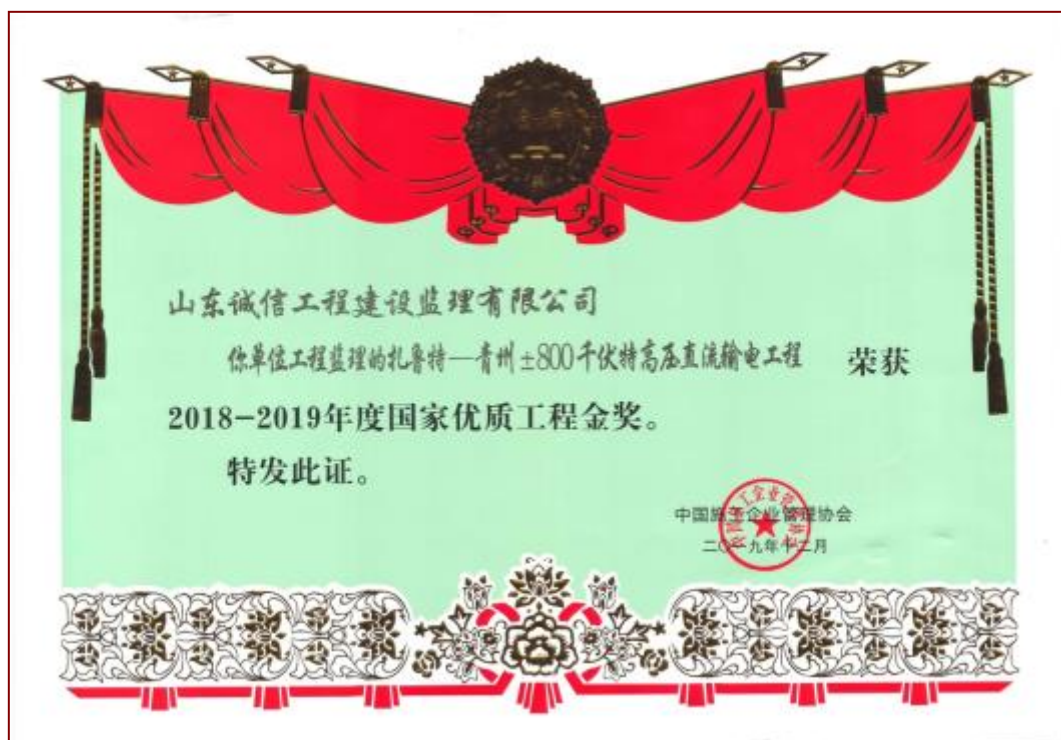 山东诚信工程建设监理有限公司
你单位工程监理的扎鲁特—青州±800千伏特高压直流输电工程 荣获
2018-2019年度国家优质工程金奖。
特发此证。
中国施工企业管理协会
二〇一九年十二月